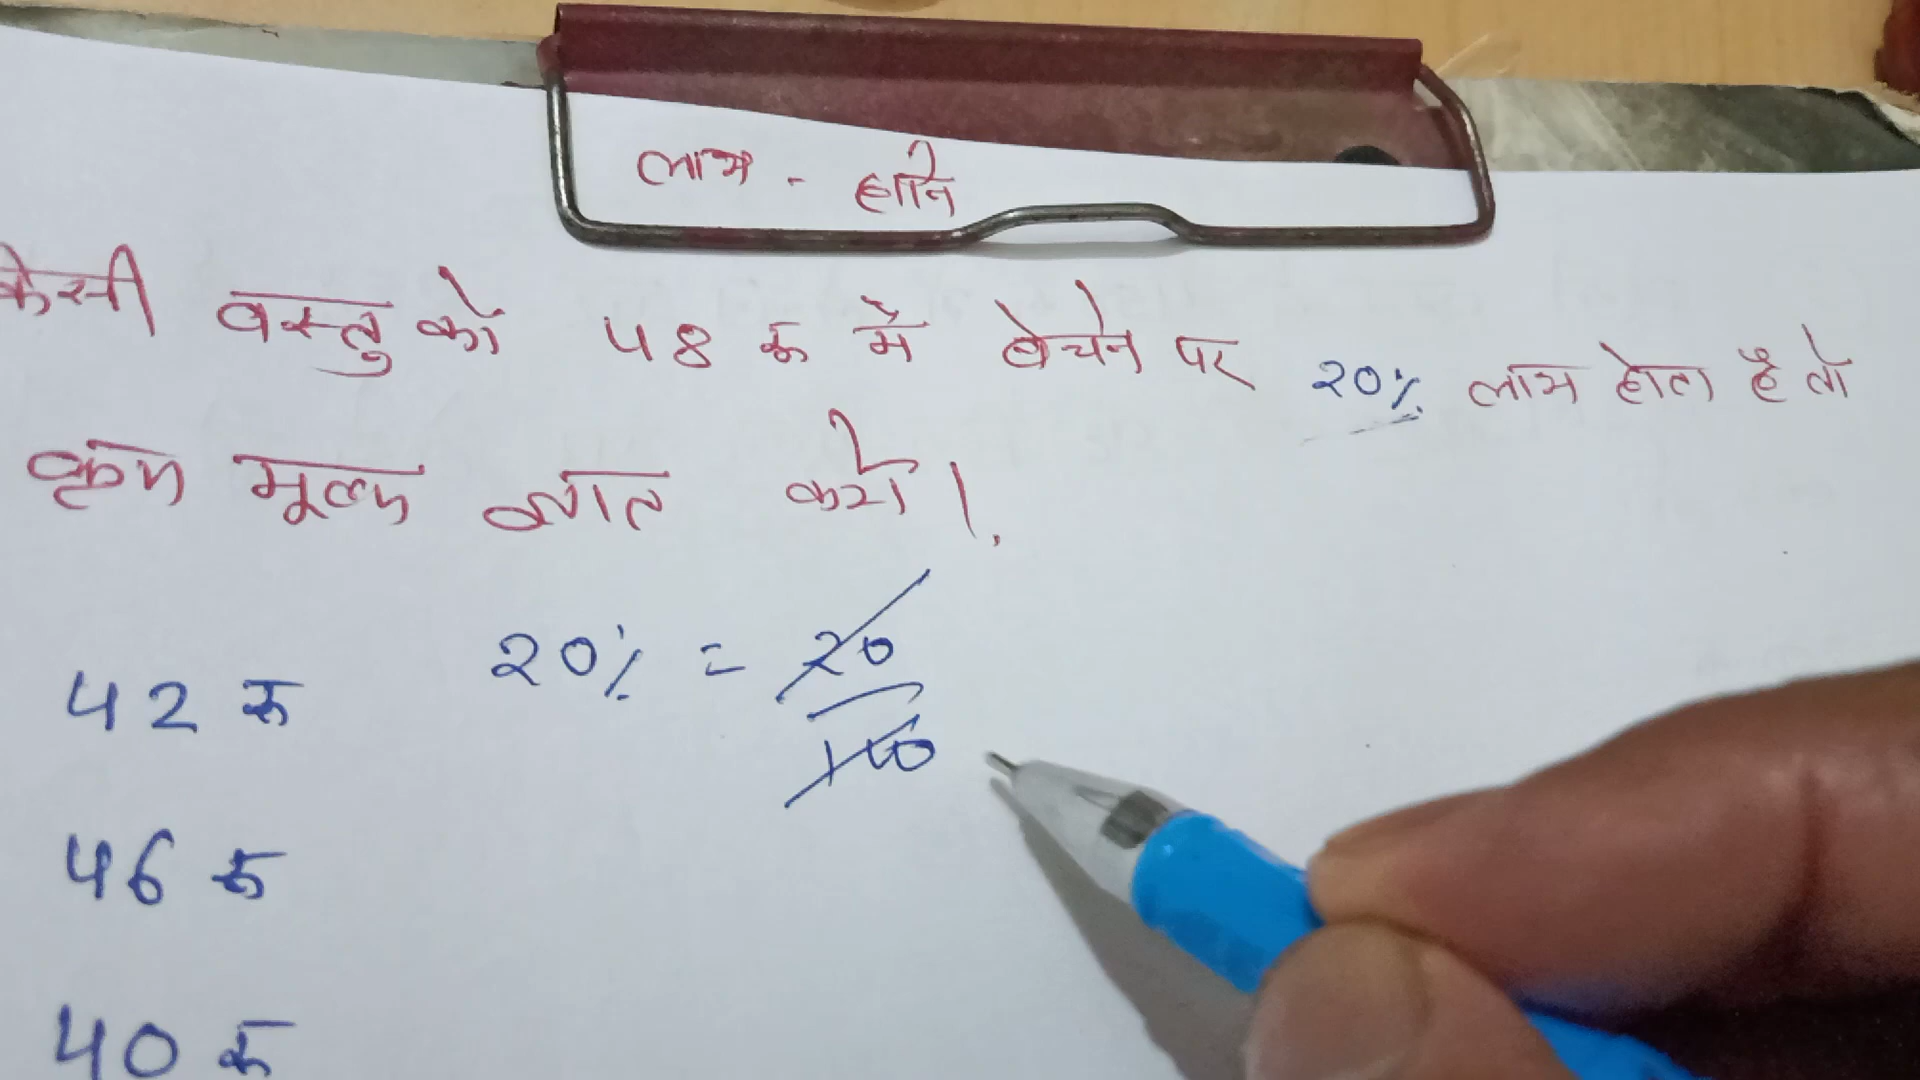 लाभ - हानि
किसी वस्तु को 48 रू में बेचने पर 20% लाभ होता है तो
क्रय मूल्य ज्ञात करो।
20% = 20/100
42 रू
46 रू
40 रू